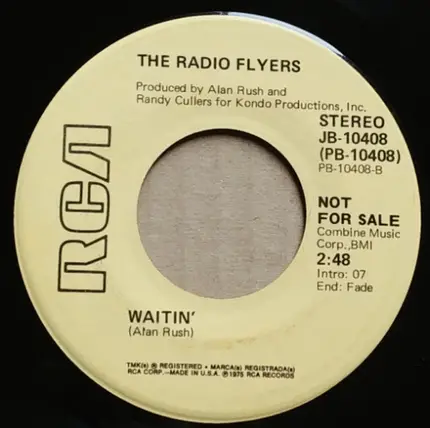 THE RADIO FLYERS
Produced by Alan Rush and
Randy Cullers for Kondo Productions, Inc.
STEREO
JB-10408
(PB-10408)
PB-10408-B
RCA
NOT
FOR SALE
Combine Music
Corp.,BMI
2:48
Intro: 07
End: Fade
WAITIN'
(Alan Rush)
TMK(s) ® REGISTERED • MARCA(s) REGISTRADA(s)
RCA CORP.–MADE IN U.S.A. ℗1975 RCA RECORDS